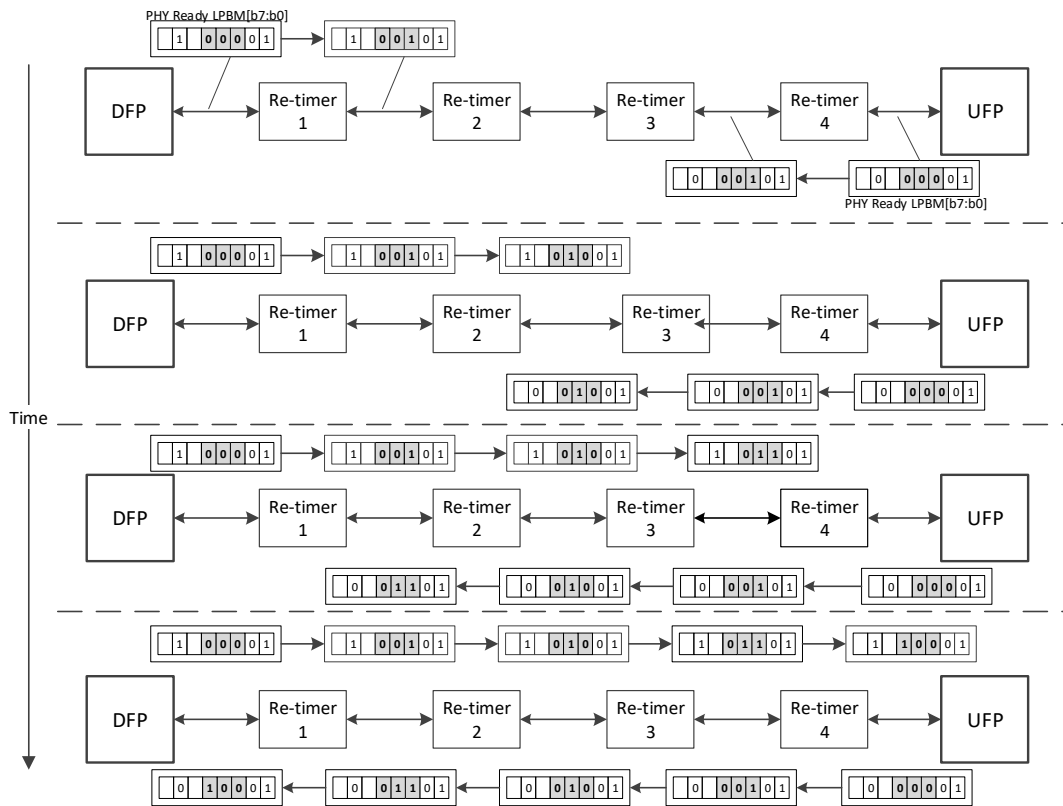 PHY Ready LPBM[b7:b0]
1 0 0 0 0 1 1 0 0 1 0 1
DFP Re-timer 1 Re-timer 2 Re-timer 3 Re-timer 4 UFP
0 0 0 1 0 1 0 0 0 0 0 1
PHY Ready LPBM[b7:b0]
1 0 0 0 0 1 1 0 0 1 0 1 1 0 1 0 0 1
DFP Re-timer 1 Re-timer 2 Re-timer 3 Re-timer 4 UFP
0 0 1 0 0 1 0 0 0 1 0 1 0 0 0 0 0 1
Time
1 0 0 0 0 1 1 0 0 1 0 1 1 0 1 0 0 1 1 0 1 1 0 1
DFP Re-timer 1 Re-timer 2 Re-timer 3 Re-timer 4 UFP
0 0 1 1 0 1 0 0 1 0 0 1 0 0 0 1 0 1 0 0 0 0 0 1
1 0 0 0 0 1 1 0 0 1 0 1 1 0 1 0 0 1 1 0 1 1 0 1 1 1 0 0 0 1
DFP Re-timer 1 Re-timer 2 Re-timer 3 Re-timer 4 UFP
0 1 0 0 0 1 0 0 1 1 0 1 0 0 1 0 0 1 0 0 0 1 0 1 0 0 0 0 0 1